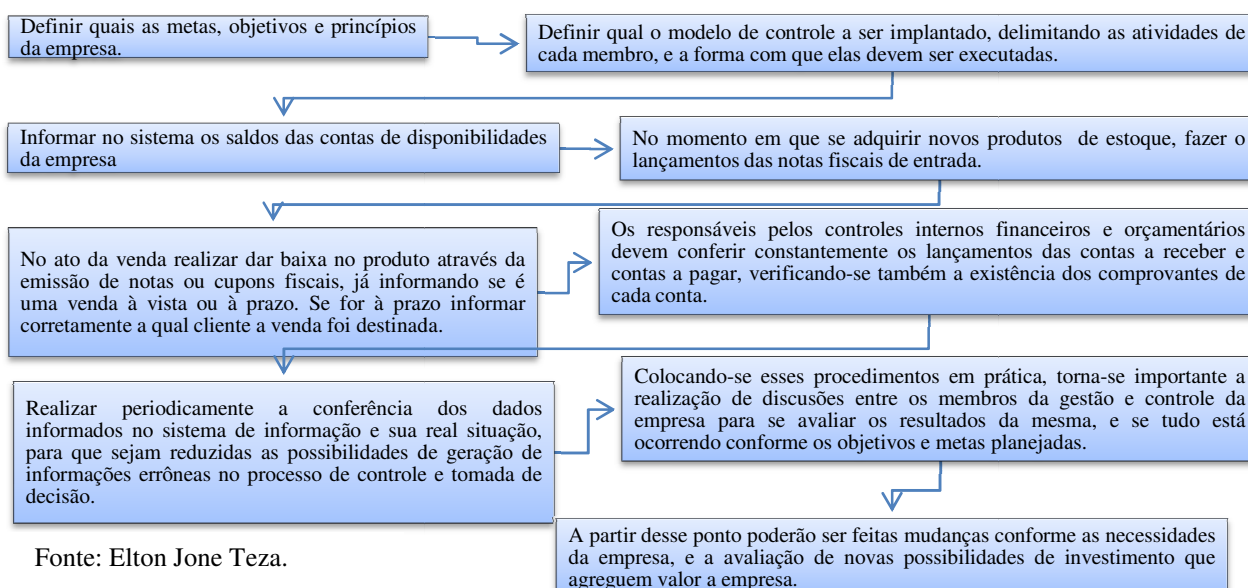 Definir quais as metas, objetivos e princípios
da empresa.
Definir qual o modelo de controle a ser implantado, delimitando as atividades de
cada membro, e a forma com que elas devem ser executadas.
Informar no sistema os saldos das contas de disponibilidades
da empresa
No momento em que se adquirir novos produtos de estoque, fazer o
lançamentos das notas fiscais de entrada.
No ato da venda realizar dar baixa no produto através da
emissão de notas ou cupons fiscais, já informando se é
uma venda à vista ou à prazo. Se for à prazo informar
corretamente a qual cliente a venda foi destinada.
Os responsáveis pelos controles internos financeiros e orçamentários
devem conferir constantemente os lançamentos das contas a receber e
contas a pagar, verificando-se também a existência dos comprovantes de
cada conta.
Realizar periodicamente a conferência dos dados
informados no sistema de informação e sua real situação,
para que sejam reduzidas as possibilidades de geração de
informações errôneas no processo de controle e tomada de
decisão.
Colocando-se esses procedimentos em prática, torna-se importante a
realização de discusões entre os membros da gestão e controle da
empresa para se avaliar os resultados da mesma, e se tudo está
ocorrendo conforme os objetivos e metas planejadas.
A partir desse ponto poderão ser feitas mudanças conforme as necessidades
da empresa, e a avaliação de novas possibilidades de investimento que
agreguem valor a empresa.
Fonte: Elton Jone Teza.